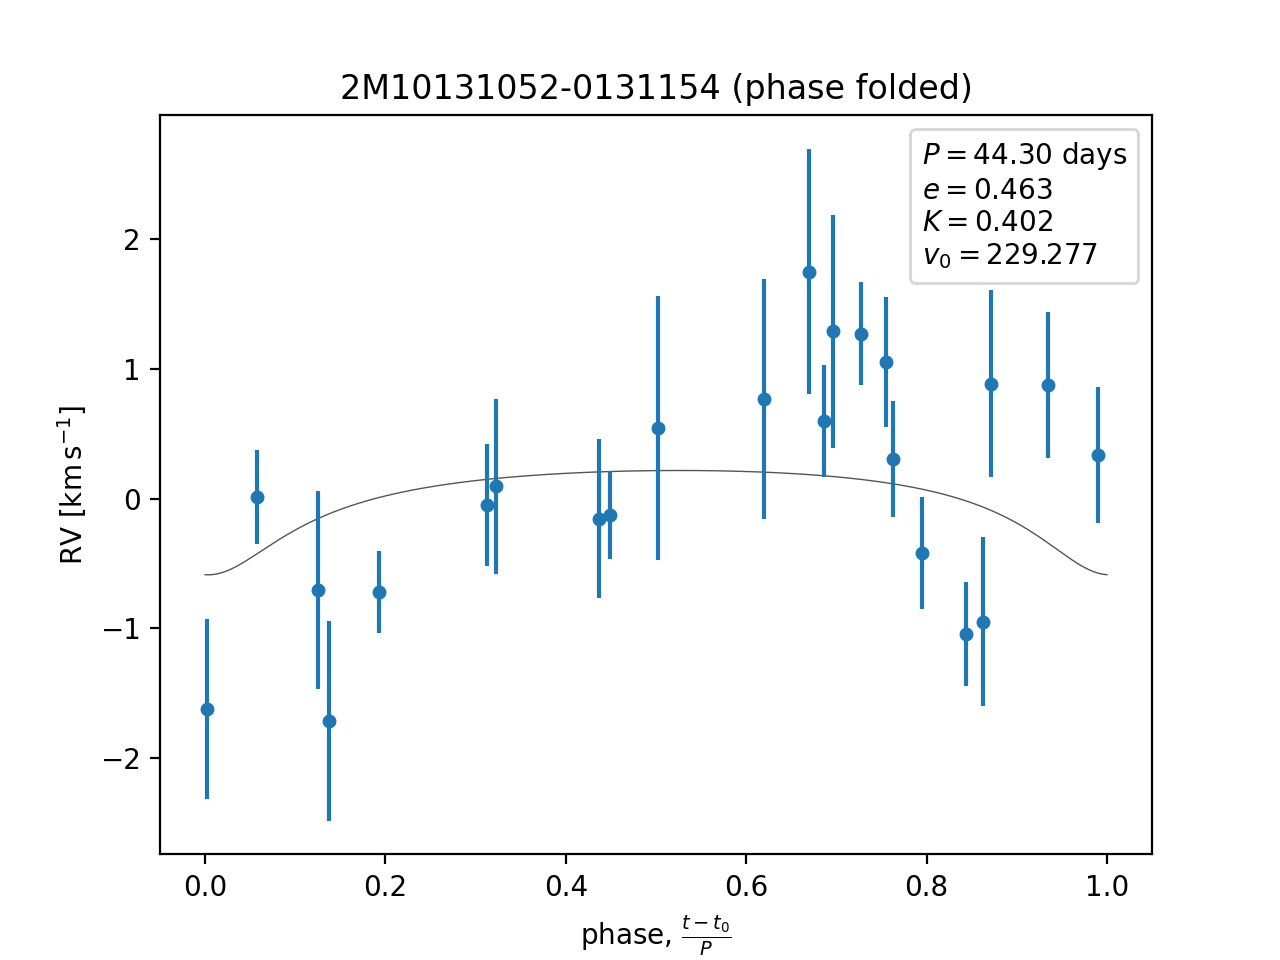 2M10131052-0131154 (phase folded)
P = 44.30 days
e = 0.463
K = 0.402
v₀ = 229.277
2
1
0
−1
−2
RV [km s⁻¹]
0.0 0.2 0.4 0.6 0.8 1.0
phase, (t − t₀)/P